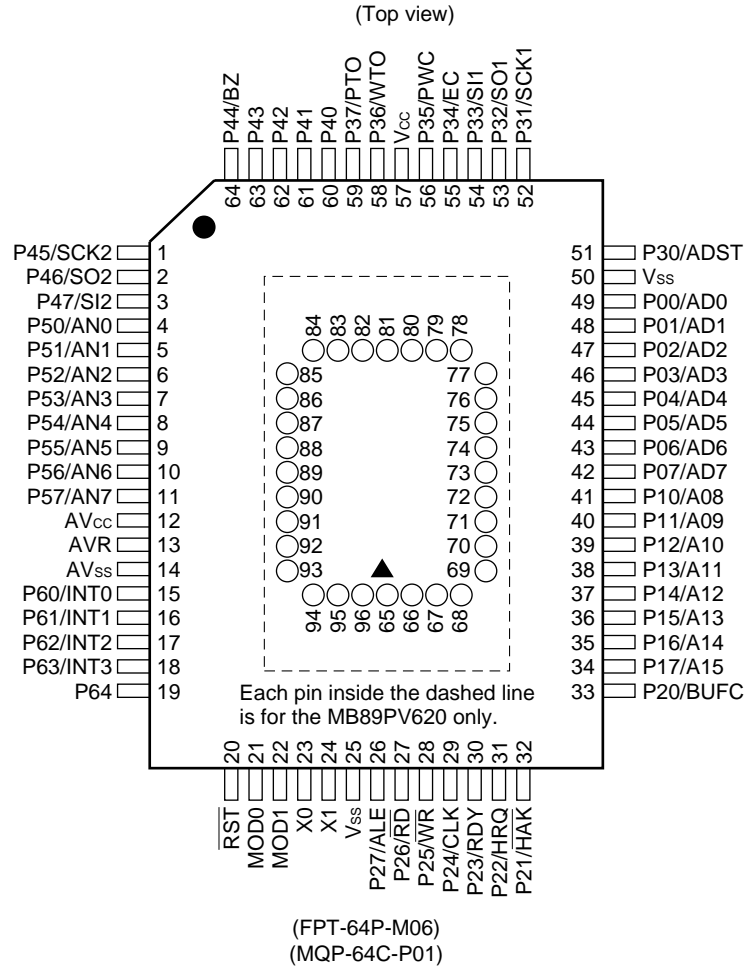 (Top view)
P44/BZ
P43
P42
P41
P40
P37/PTO
P36/WTO
Vcc
P35/PWC
P34/EC
P33/SI1
P32/SO1
P31/SCK1
64 63 62 61 60 59 58 57 56 55 54 53 52
P45/SCK2 1
P46/SO2 2
P47/SI2 3
P50/AN0 4
P51/AN1 5
P52/AN2 6
P53/AN3 7
P54/AN4 8
P55/AN5 9
P56/AN6 10
P57/AN7 11
AVcc 12
AVR 13
AVss 14
P60/INT0 15
P61/INT1 16
P62/INT2 17
P63/INT3 18
P64 19
84 83 82 81 80 79 78
85 77
86 76
87 75
88 74
89 73
90 72
91 71
92 70
93 69
94 95 96 65 66 67 68
Each pin inside the dashed line
is for the MB89PV620 only.
51 P30/ADST
50 Vss
49 P00/AD0
48 P01/AD1
47 P02/AD2
46 P03/AD3
45 P04/AD4
44 P05/AD5
43 P06/AD6
42 P07/AD7
41 P10/A08
40 P11/A09
39 P12/A10
38 P13/A11
37 P14/A12
36 P15/A13
35 P16/A14
34 P17/A15
33 P20/BUFC
20 21 22 23 24 25 26 27 28 29 30 31 32
RST
MOD0
MOD1
X0
X1
Vss
P27/ALE
P26/RD
P25/WR
P24/CLK
P23/RDY
P22/HRQ
P21/HAK
(FPT-64P-M06)
(MQP-64C-P01)